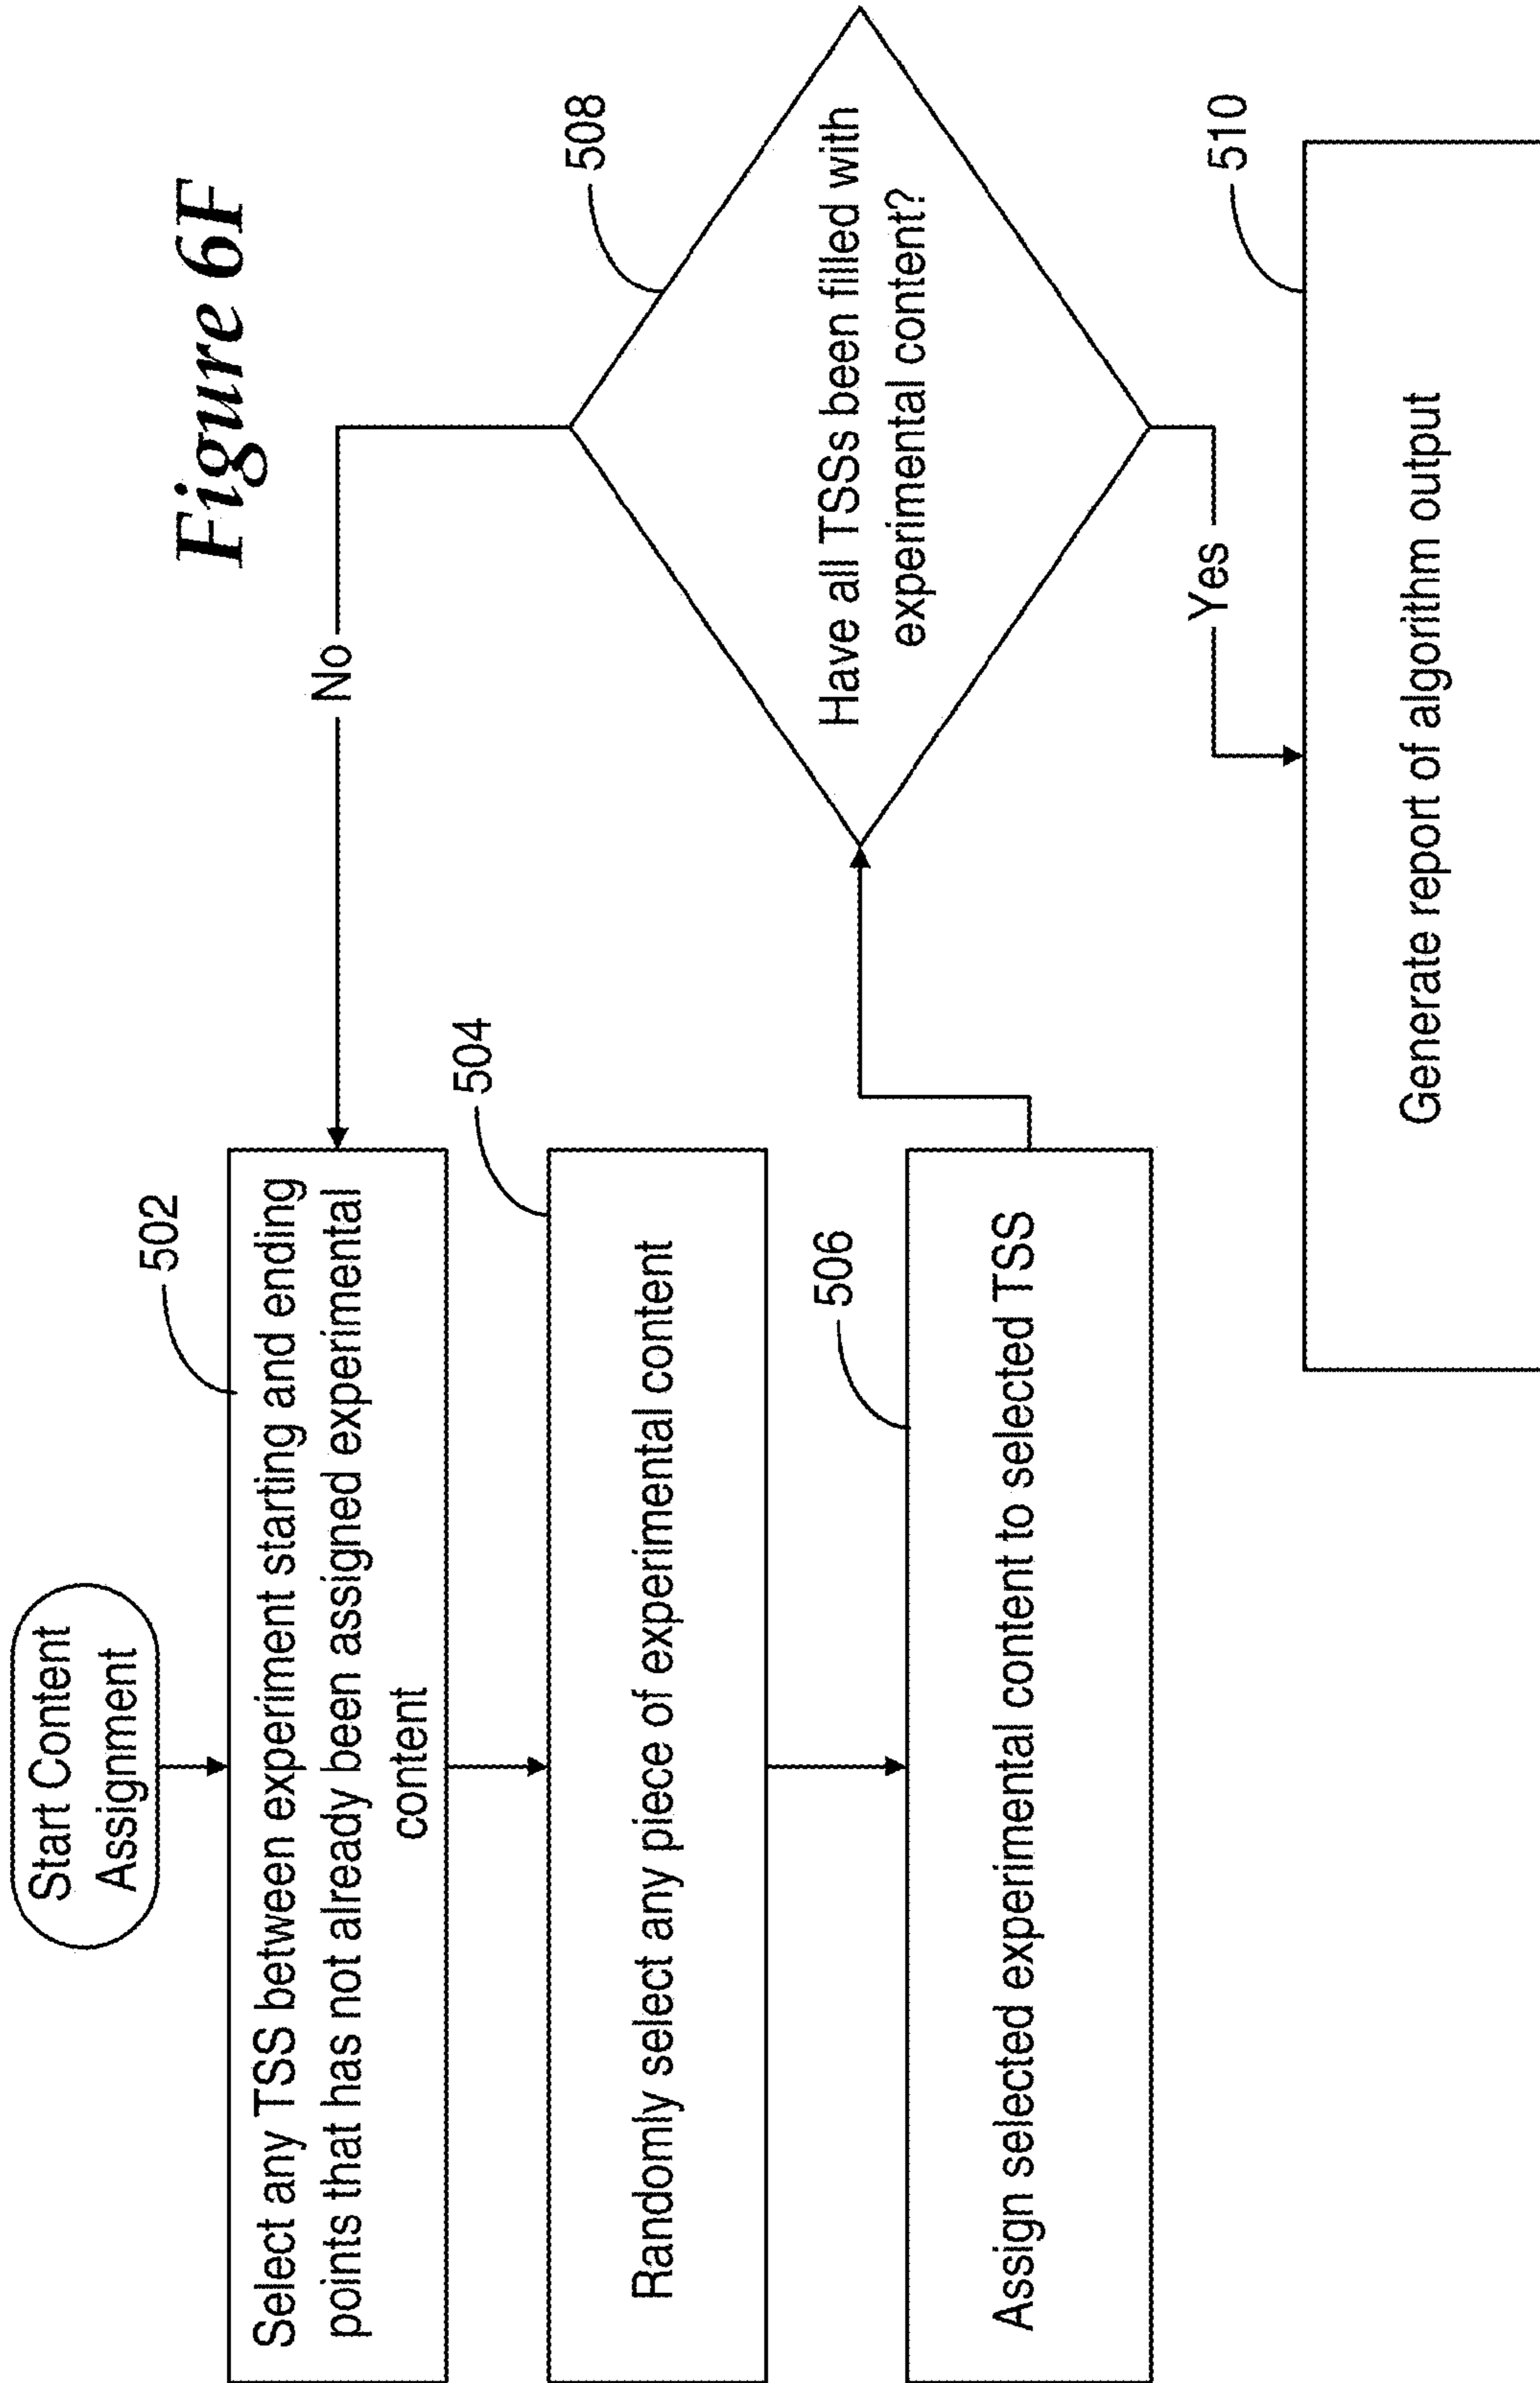 Figure 6F
Start Content
Assignment
502
Select any TSS between experiment starting and ending
points that has not already been assigned experimental
content
No
504
Randomly select any piece of experimental content
506
Assign selected experimental content to selected TSS
508
Have all TSSs been filled with
experimental content?
Yes
510
Generate report of algorithm output